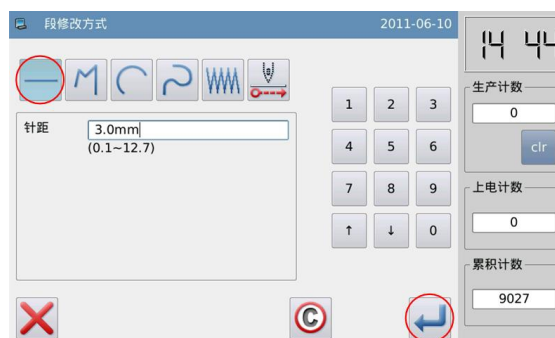 段修改方式
2011-06-10
14 44
生产计数
0
clr
针距
3.0mm
(0.1~12.7)
1 2 3
4 5 6
7 8 9
↑ ↓ 0
上电计数
0
累积计数
9027
C